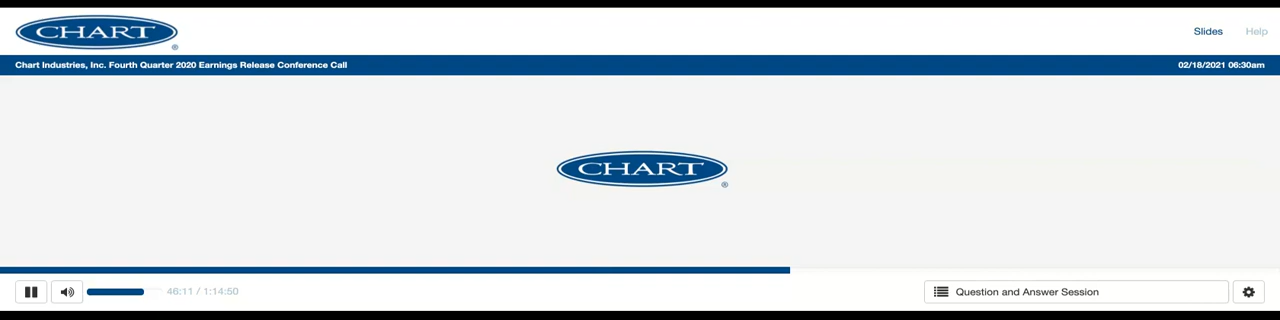 CHART
®
Slides Help
Chart Industries, Inc. Fourth Quarter 2020 Earnings Release Conference Call 02/18/2021 06:30am
CHART
®
46:11 / 1:14:50 Question and Answer Session